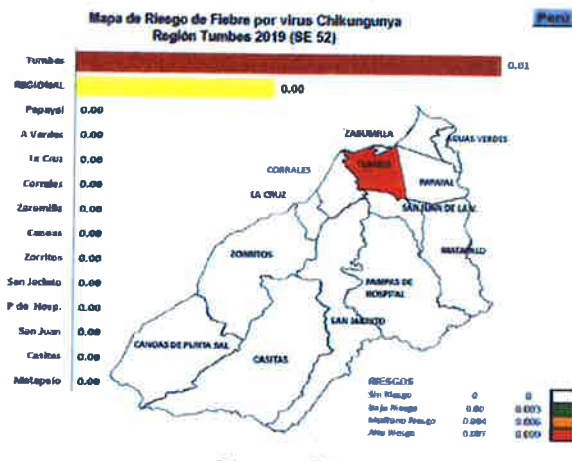 Mapa de Riesgo de Fiebre por virus Chikungunya
Región Tumbes 2019 (SE 52)
Perú
Tumbes 0.01
REGIONAL 0.00
Papayal 0.00
A Verdes 0.00
La Cruz 0.00
Corrales 0.00
Zarumilla 0.00
Canoas 0.00
Zorritos 0.00
San Jacinto 0.00
P de Hosp. 0.00
San Juan 0.00
Casitas 0.00
Matapalo 0.00
ZARUMILLA
AGUAS VERDES
CORRALES
TUMBES
PAPAYAL
LA CRUZ
SAN JUAN DE LA V.
ZORRITOS
MATAPALO
PAMPAS DE
HOSPITAL
SAN JACINTO
CANOAS DE PUNTA SAL
CASITAS
RIESGOS
Sin Riesgo 0 0
Bajo Riesgo 0.00 0.003
Mediano Riesgo 0.004 0.006
Alto Riesgo 0.007 0.009